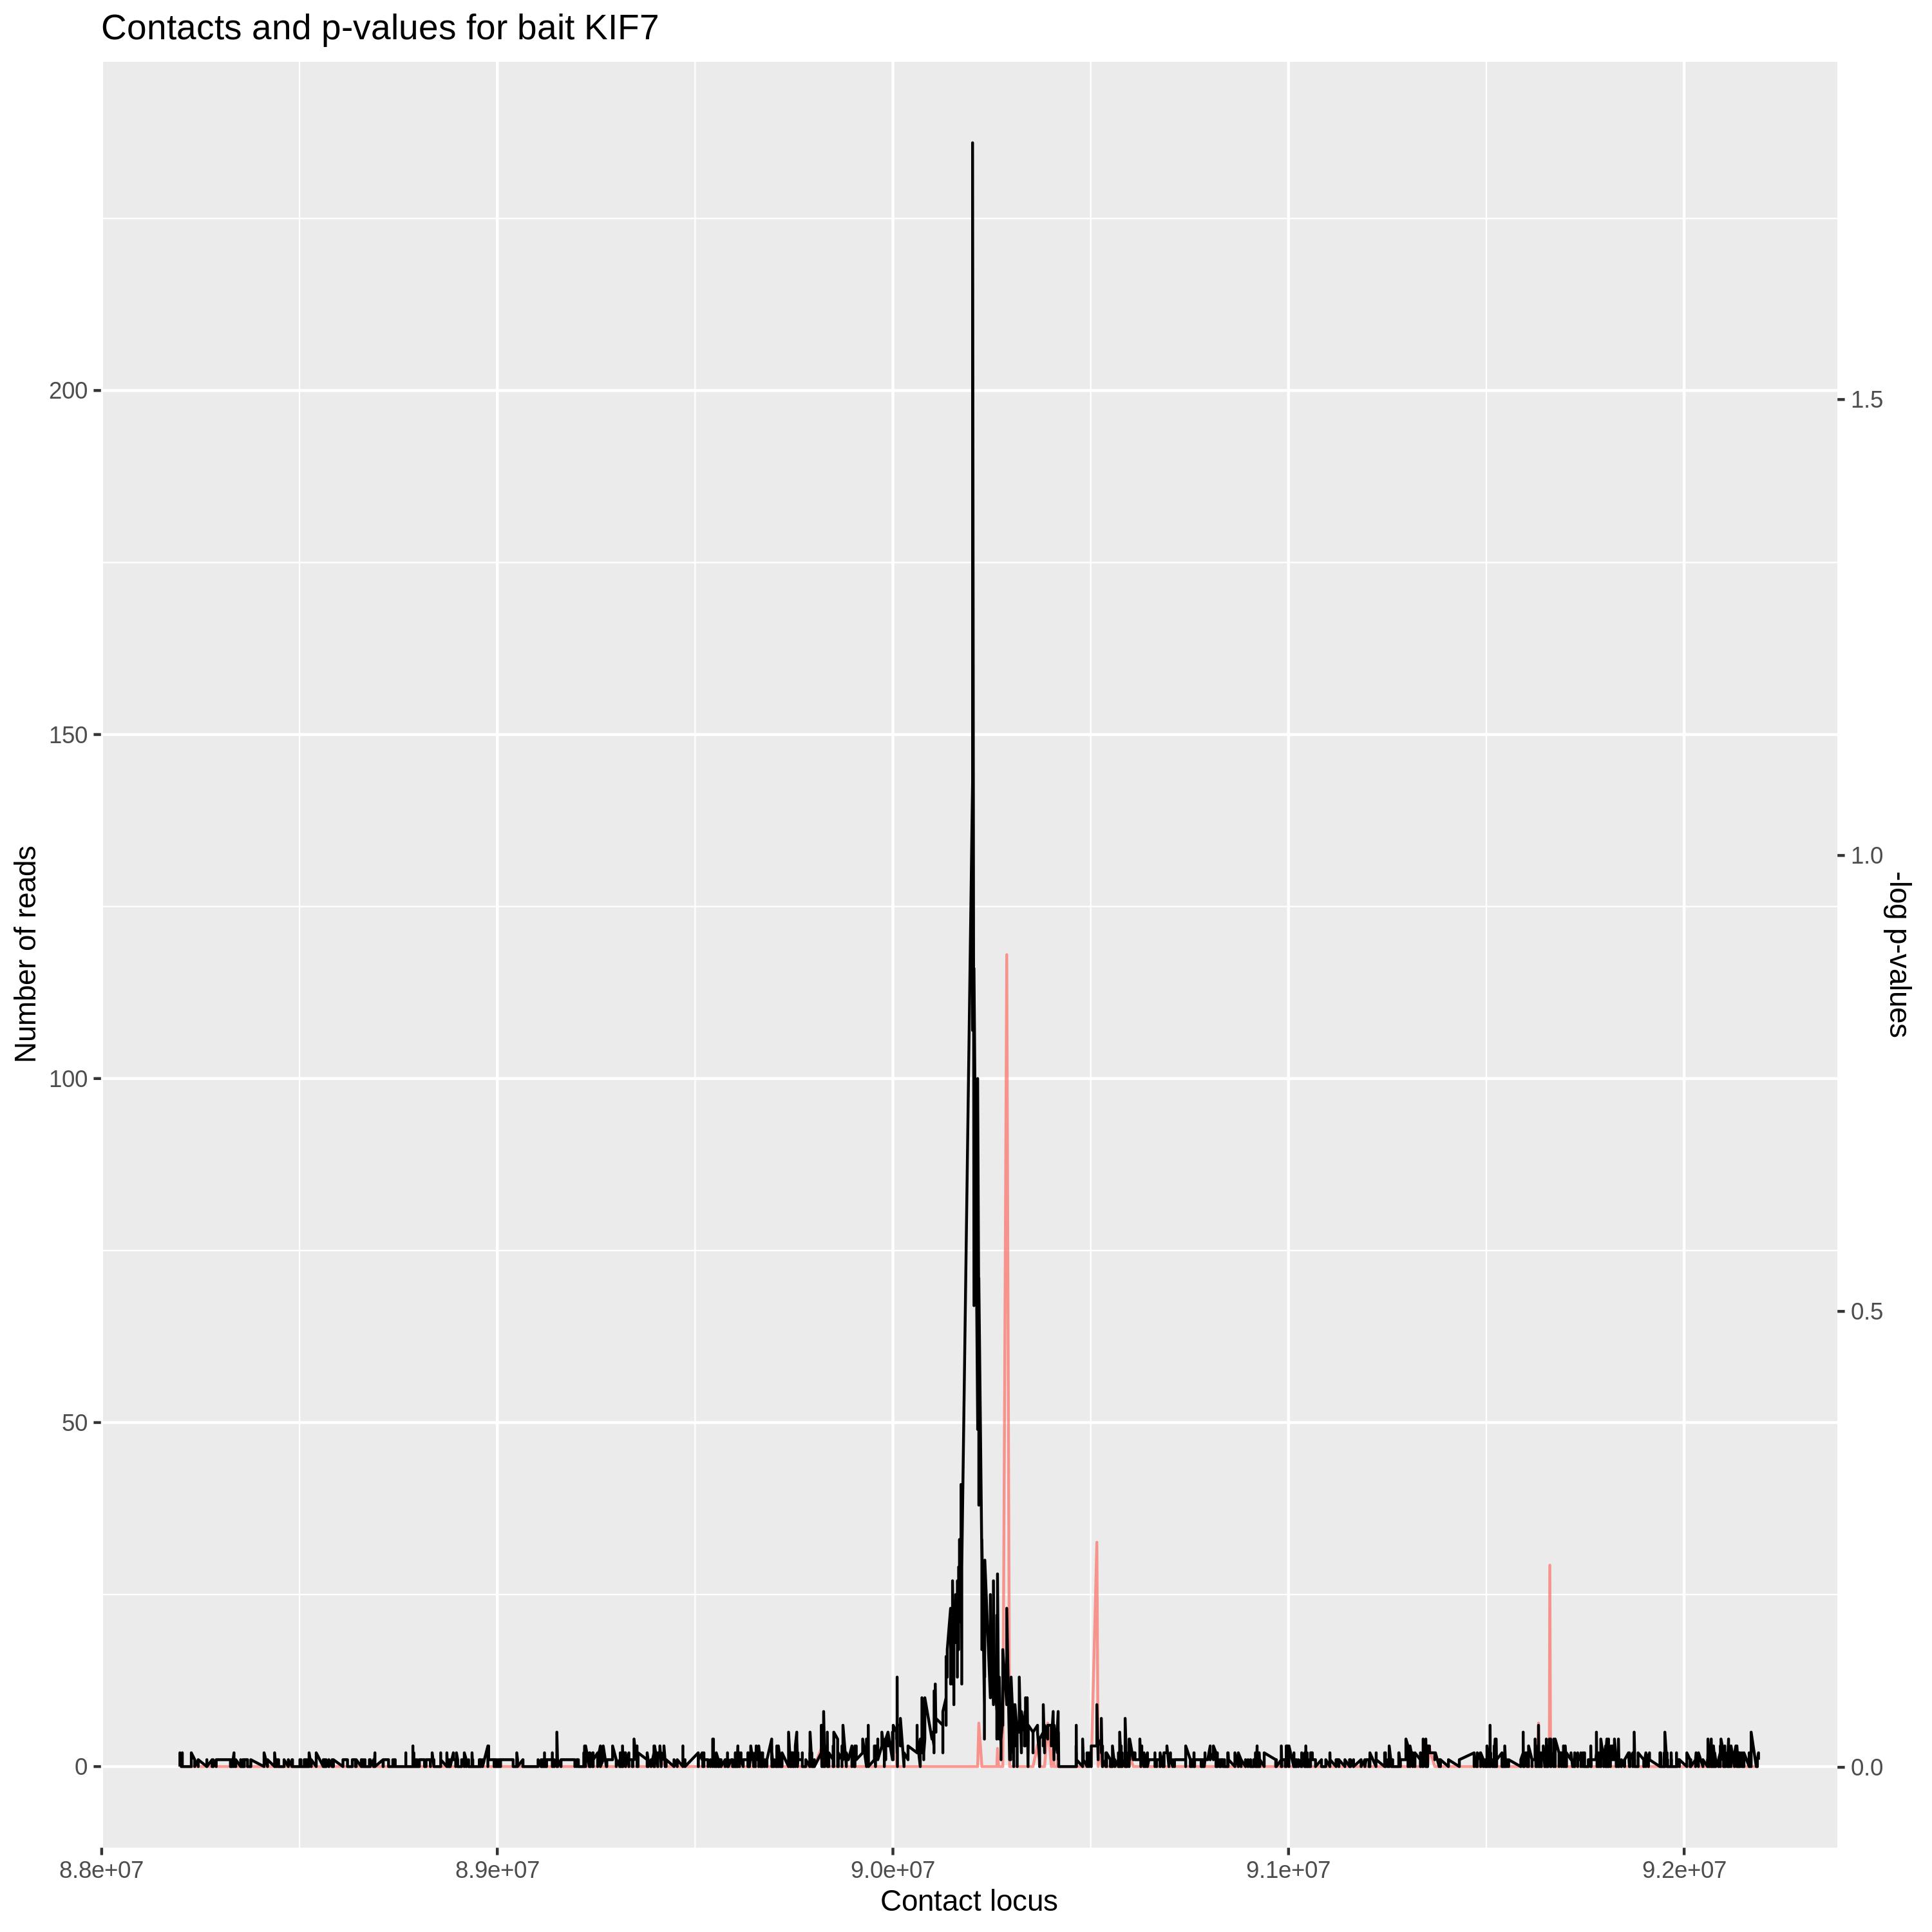 Contacts and p-values for bait KIF7
Number of reads
200
150
100
50
0
1.5
1.0
0.5
0.0
-log p-values
8.8e+07
8.9e+07
9.0e+07
9.1e+07
9.2e+07
Contact locus